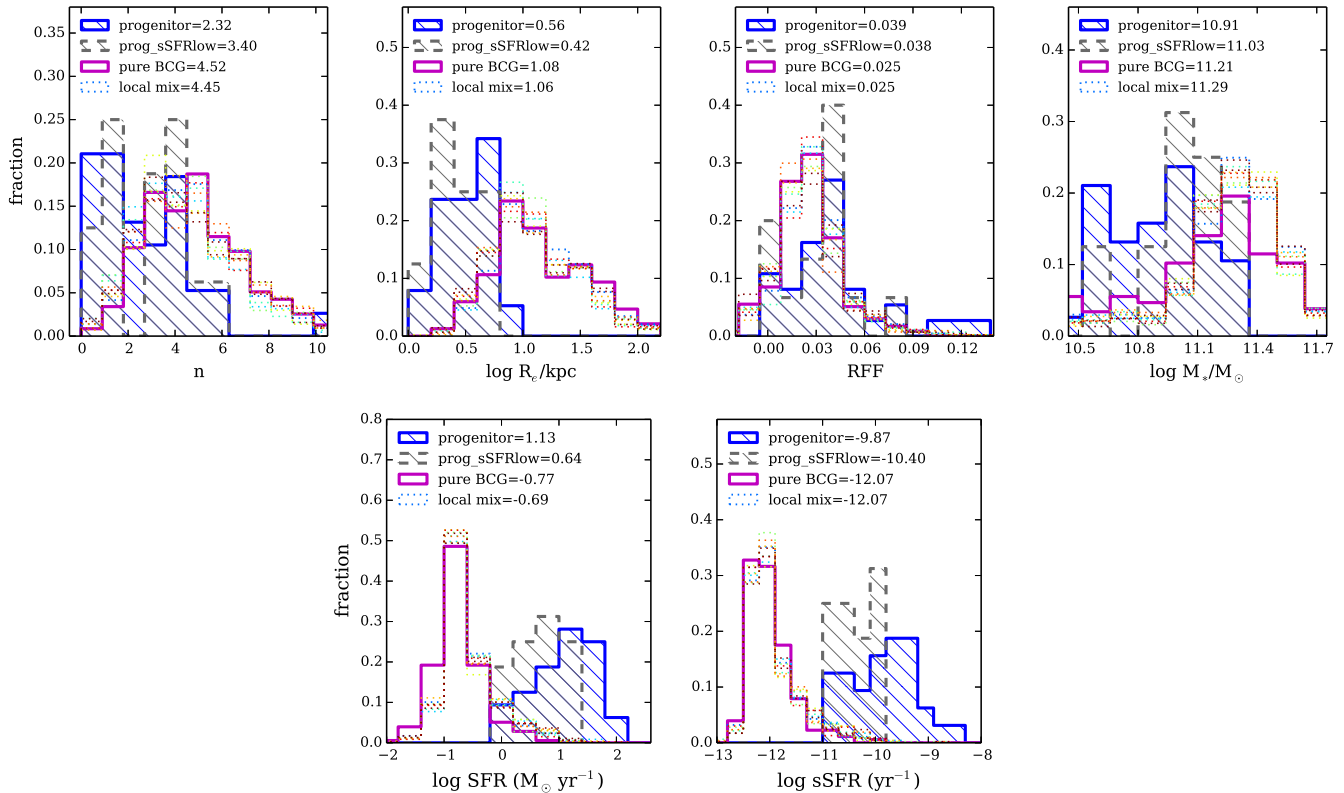 progenitor=2.32
prog_sSFRlow=3.40
pure BCG=4.52
local mix=4.45
0.35
0.30
0.25
0.20
0.15
0.10
0.05
0.00
fraction
0 2 4 6 8 10
n
progenitor=0.56
prog_sSFRlow=0.42
pure BCG=1.08
local mix=1.06
0.5
0.4
0.3
0.2
0.1
0.0
0.0 0.5 1.0 1.5 2.0
log R_e/kpc
progenitor=0.039
prog_sSFRlow=0.038
pure BCG=0.025
local mix=0.025
0.5
0.4
0.3
0.2
0.1
0.0
0.00 0.03 0.06 0.09 0.12
RFF
progenitor=10.91
prog_sSFRlow=11.03
pure BCG=11.21
local mix=11.29
0.4
0.3
0.2
0.1
0.0
10.5 10.8 11.1 11.4 11.7
log M_*/M_⊙
progenitor=1.13
prog_sSFRlow=0.64
pure BCG=-0.77
local mix=-0.69
0.8
0.7
0.6
0.5
0.4
0.3
0.2
0.1
0.0
fraction
−2 −1 0 1 2
log SFR (M_⊙ yr⁻¹)
progenitor=-9.87
prog_sSFRlow=-10.40
pure BCG=-12.07
local mix=-12.07
0.5
0.4
0.3
0.2
0.1
0.0
−13 −12 −11 −10 −9 −8
log sSFR (yr⁻¹)